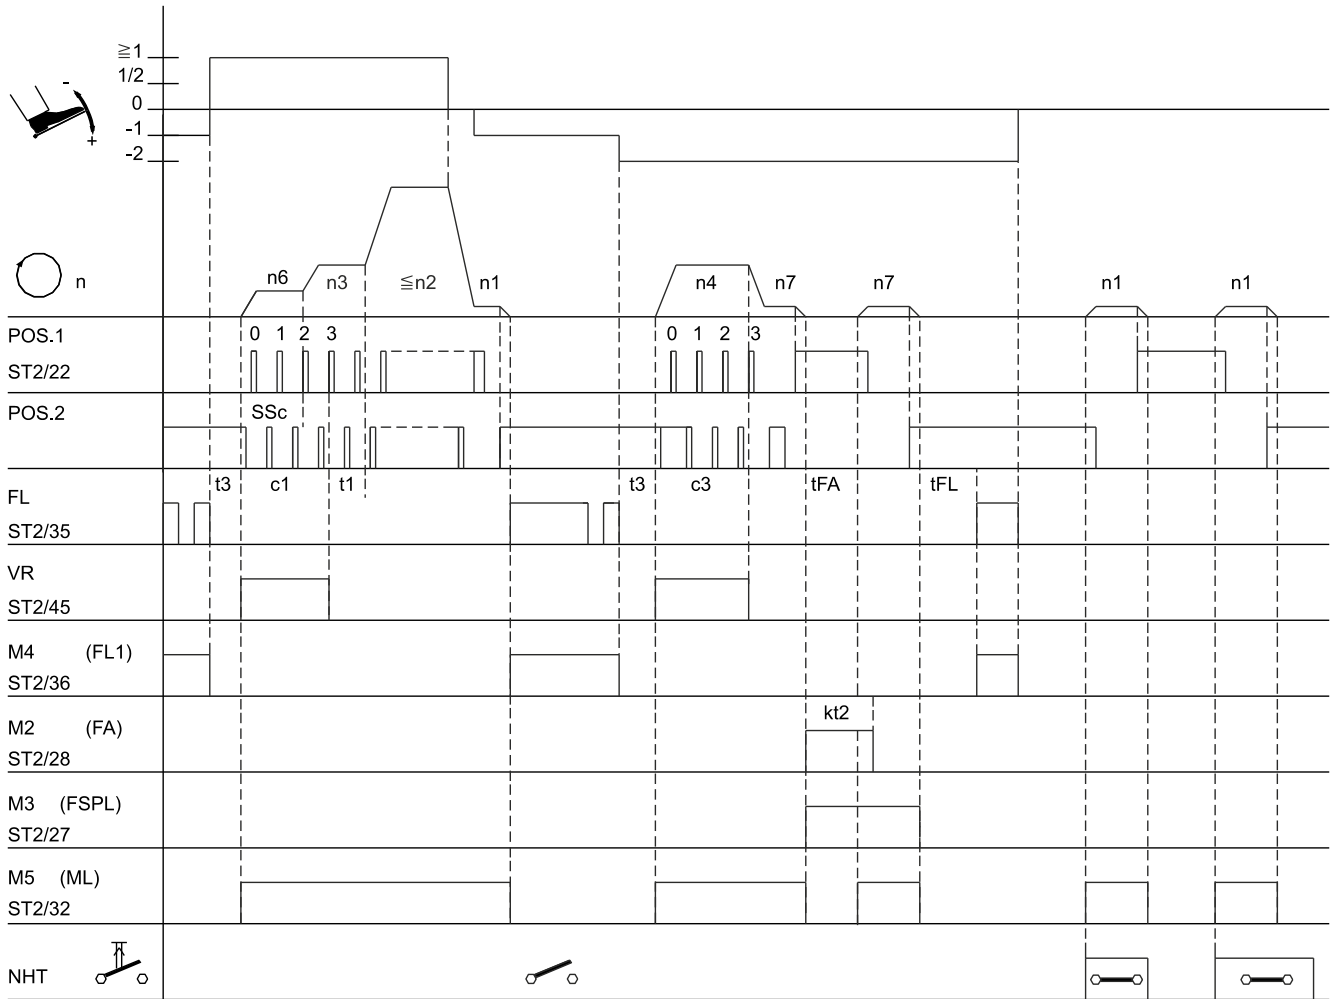 ≧1
1/2
0
-1
-2
-
+
n
n6
n3
≦n2
n1
n4
n7
n7
n1
n1
POS.1
0 1 2 3
0 1 2 3
ST2/22
POS.2
SSc
t3 c1 t1
t3 c3 tFA tFL
FL
ST2/35
VR
ST2/45
M4 (FL1)
ST2/36
kt2
M2 (FA)
ST2/28
M3 (FSPL)
ST2/27
M5 (ML)
ST2/32
NHT